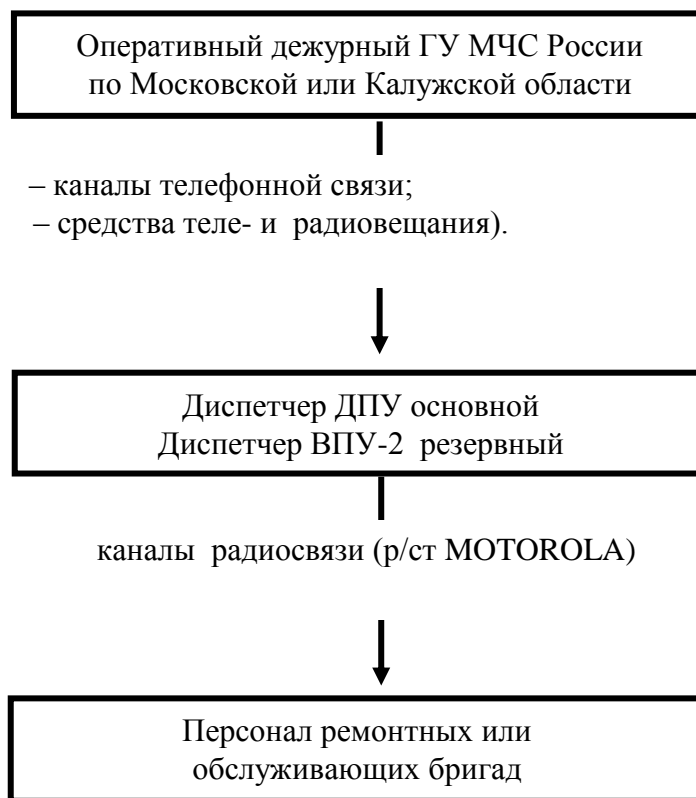 Оперативный дежурный ГУ МЧС России
по Московской или Калужской области
– каналы телефонной связи;
– средства теле- и радиовещания).
Диспетчер ДПУ основной
Диспетчер ВПУ-2 резервный
каналы радиосвязи (р/ст MOTOROLA)
Персонал ремонтных или
обслуживающих бригад